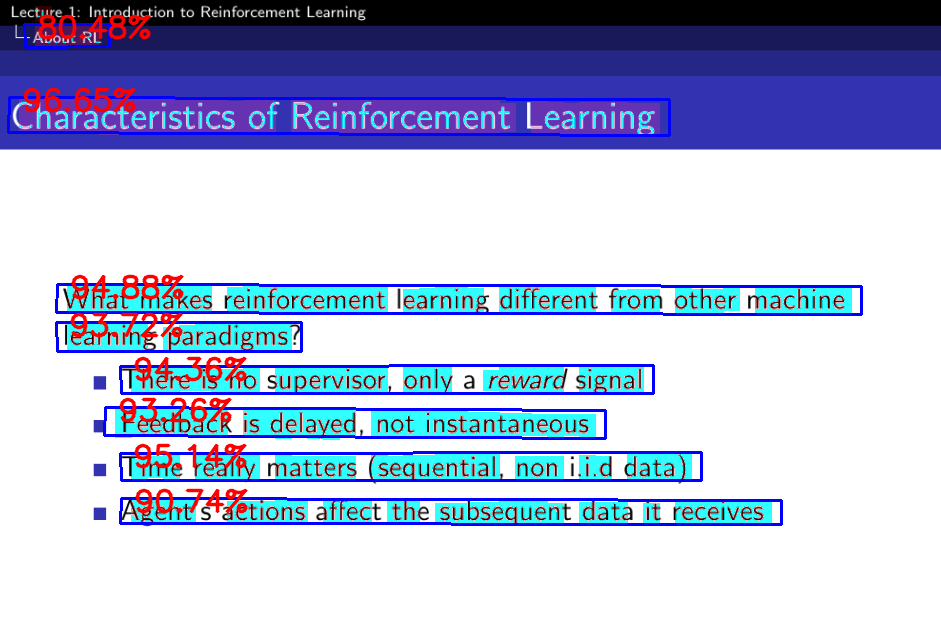 Lecture 1: Introduction to Reinforcement Learning
80.48%
About RL
96.65%
Characteristics of Reinforcement Learning
94.88%
What makes reinforcement learning different from other machine
93.72%
learning paradigms?
94.36%
There is no supervisor, only a reward signal
93.26%
Feedback is delayed, not instantaneous
95.14%
Time really matters (sequential, non i.i.d data)
90.74%
Agent's actions affect the subsequent data it receives